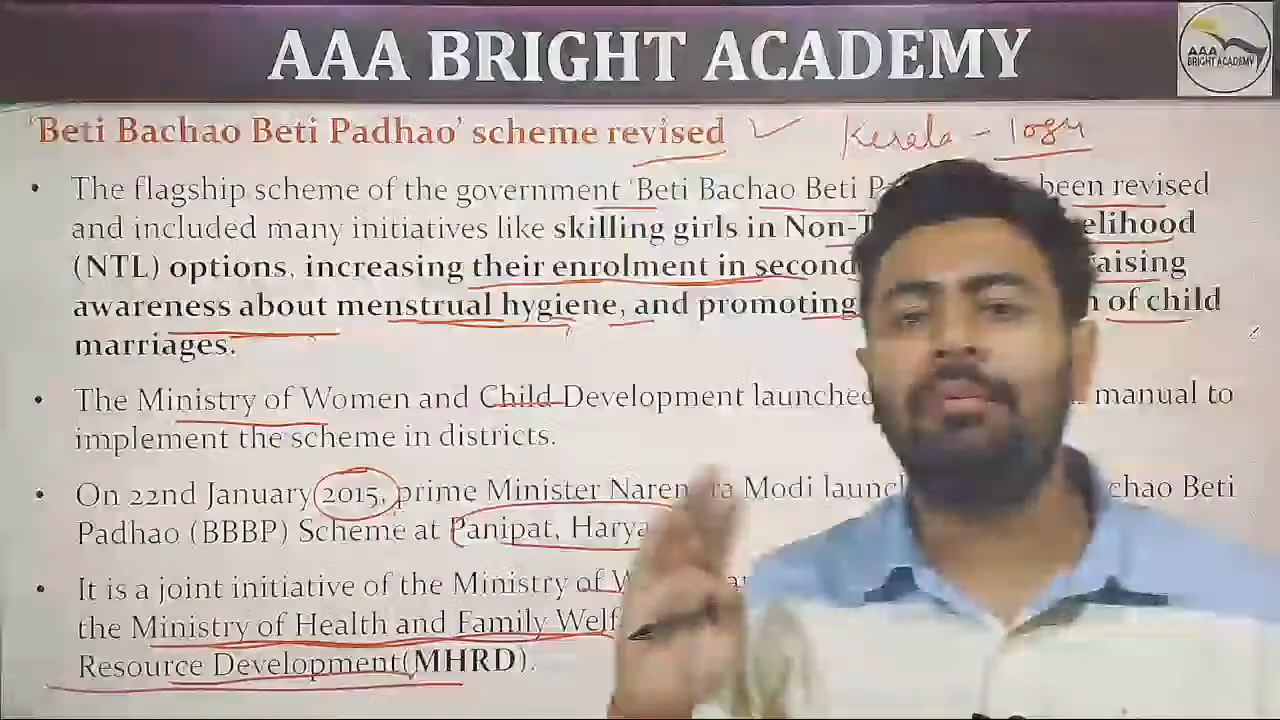 AAA BRIGHT ACADEMY
AAA
BRIGHT ACADEMY
'Beti Bachao Beti Padhao' scheme revised
Kerala - 1084
• The flagship scheme of the government 'Beti Bachao Beti P been revised
and included many initiatives like skilling girls in Non-T elihood
(NTL) options, increasing their enrolment in second aising
awareness about menstrual hygiene, and promoting n of child
marriages.
• The Ministry of Women and Child Development launched manual to
implement the scheme in districts.
• On 22nd January 2015, prime Minister Naren ra Modi launc chao Beti
Padhao (BBBP) Scheme at Panipat, Harya
• It is a joint initiative of the Ministry of W
the Ministry of Health and Family Welf
Resource Development(MHRD).